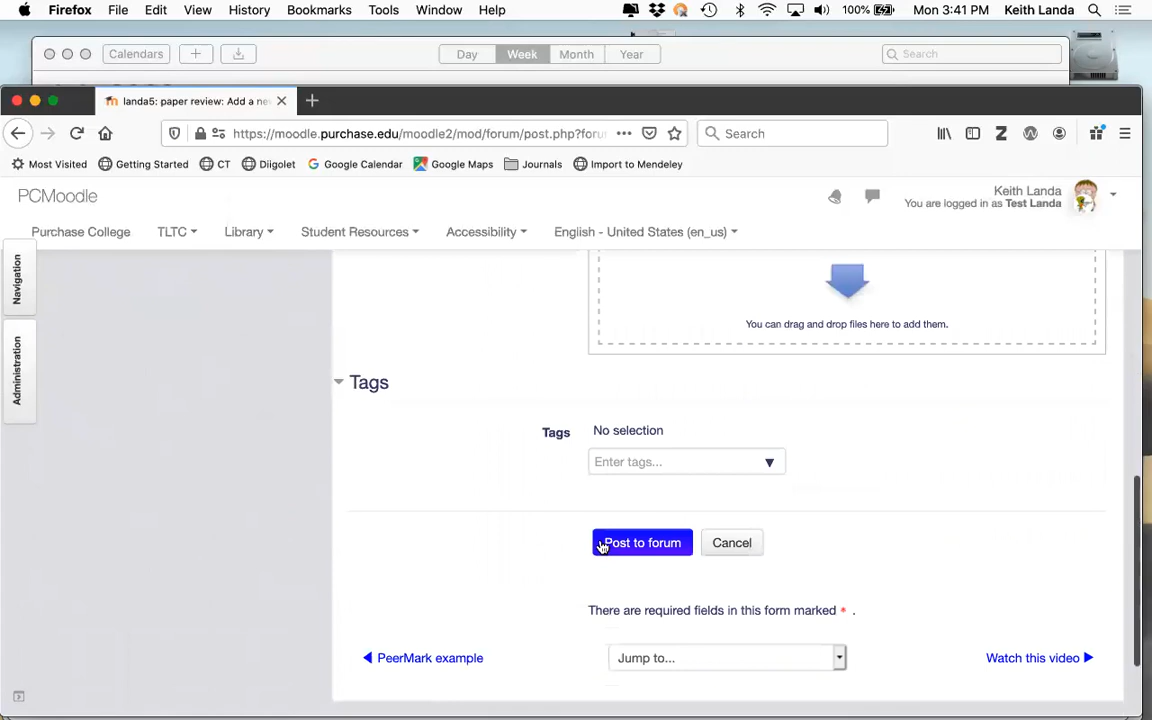 Firefox File Edit View History Bookmarks Tools Window Help 100% Mon 3:41 PM Keith Landa
Calendars + Day Week Month Year Search
landa5: paper review: Add a ne
https://moodle.purchase.edu/moodle2/mod/forum/post.php?foru ••• Search
Most Visited Getting Started CT Diigolet Google Calendar Google Maps Journals Import to Mendeley
PCMoodle
Keith Landa
You are logged in as Test Landa
Purchase College TLTC Library Student Resources Accessibility English - United States (en_us)
Navigation
Administration
You can drag and drop files here to add them.
Tags
Tags No selection
Enter tags...
Post to forum Cancel
There are required fields in this form marked * .
PeerMark example Jump to... Watch this video